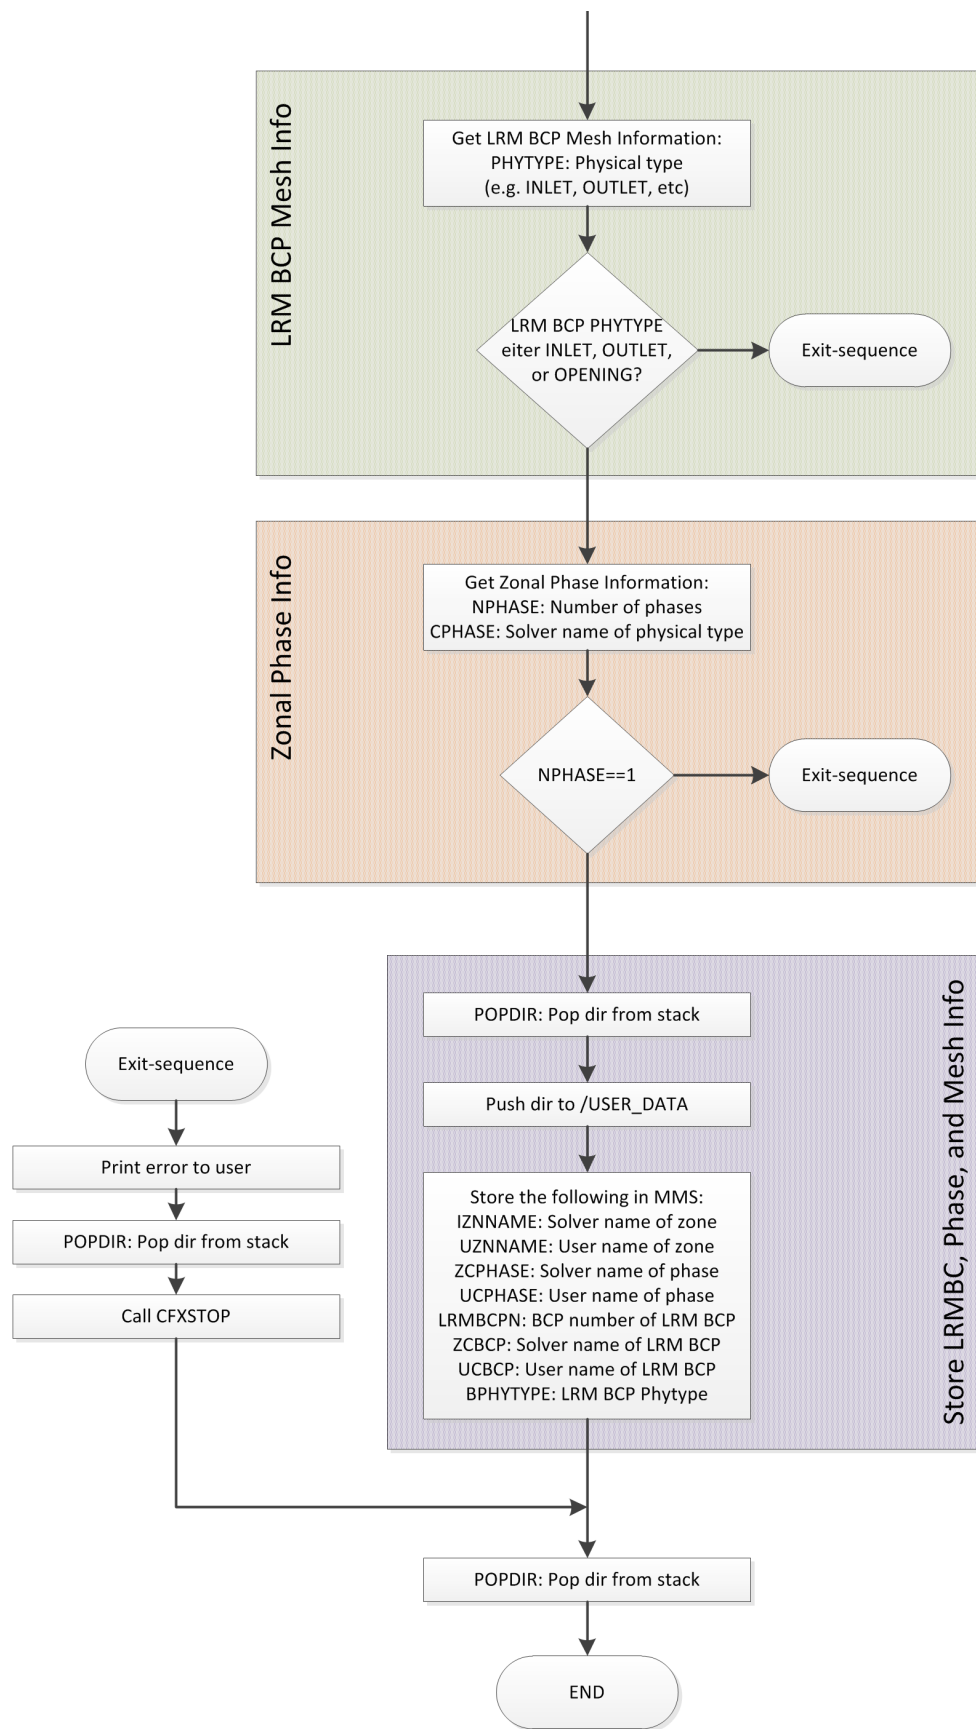 LRM BCP Mesh Info
Get LRM BCP Mesh Information:
PHYTYPE: Physical type
(e.g. INLET, OUTLET, etc)
LRM BCP PHYTYPE
eiter INLET, OUTLET,
or OPENING?
Exit-sequence
Zonal Phase Info
Get Zonal Phase Information:
NPHASE: Number of phases
CPHASE: Solver name of physical type
NPHASE==1
Exit-sequence
Store LRMBC, Phase, and Mesh Info
POPDIR: Pop dir from stack
Push dir to /USER_DATA
Store the following in MMS:
IZNNAME: Solver name of zone
UZNNAME: User name of zone
ZCPHASE: Solver name of phase
UCPHASE: User name of phase
LRMBCPN: BCP number of LRM BCP
ZCBCP: Solver name of LRM BCP
UCBCP: User name of LRM BCP
BPHYTYPE: LRM BCP Phytype
Exit-sequence
Print error to user
POPDIR: Pop dir from stack
Call CFXSTOP
POPDIR: Pop dir from stack
END